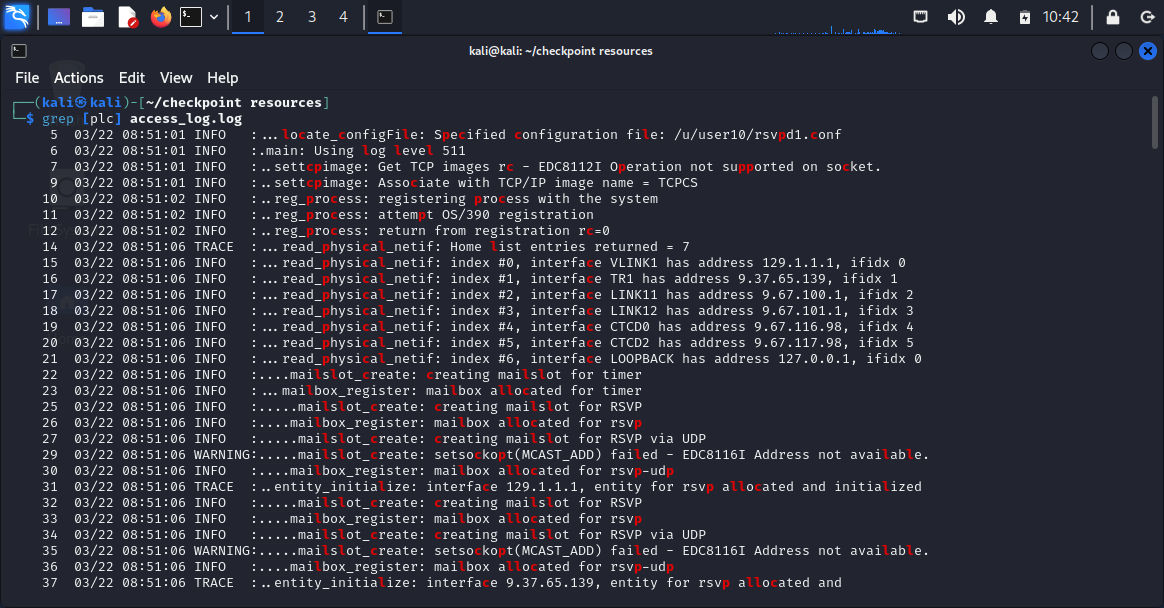 1 2 3 4 10:42
kali@kali: ~/checkpoint resources
File Actions Edit View Help
┌──(kali㉿kali)-[~/checkpoint resources]
└─$ grep [plc] access_log.log
5 03/22 08:51:01 INFO :...locate_configFile: Specified configuration file: /u/user10/rsvpd1.conf
6 03/22 08:51:01 INFO :.main: Using log level 511
7 03/22 08:51:01 INFO :..settcpimage: Get TCP images rc - EDC8112I Operation not supported on socket.
9 03/22 08:51:01 INFO :..settcpimage: Associate with TCP/IP image name = TCPCS
10 03/22 08:51:02 INFO :..reg_process: registering process with the system
11 03/22 08:51:02 INFO :..reg_process: attempt OS/390 registration
12 03/22 08:51:02 INFO :..reg_process: return from registration rc=0
14 03/22 08:51:06 TRACE :...read_physical_netif: Home list entries returned = 7
15 03/22 08:51:06 INFO :...read_physical_netif: index #0, interface VLINK1 has address 129.1.1.1, ifidx 0
16 03/22 08:51:06 INFO :...read_physical_netif: index #1, interface TR1 has address 9.37.65.139, ifidx 1
17 03/22 08:51:06 INFO :...read_physical_netif: index #2, interface LINK11 has address 9.67.100.1, ifidx 2
18 03/22 08:51:06 INFO :...read_physical_netif: index #3, interface LINK12 has address 9.67.101.1, ifidx 3
19 03/22 08:51:06 INFO :...read_physical_netif: index #4, interface CTCD0 has address 9.67.116.98, ifidx 4
20 03/22 08:51:06 INFO :...read_physical_netif: index #5, interface CTCD2 has address 9.67.117.98, ifidx 5
21 03/22 08:51:06 INFO :...read_physical_netif: index #6, interface LOOPBACK has address 127.0.0.1, ifidx 0
22 03/22 08:51:06 INFO :....mailslot_create: creating mailslot for timer
23 03/22 08:51:06 INFO :...mailbox_register: mailbox allocated for timer
25 03/22 08:51:06 INFO :.....mailslot_create: creating mailslot for RSVP
26 03/22 08:51:06 INFO :....mailbox_register: mailbox allocated for rsvp
27 03/22 08:51:06 INFO :.....mailslot_create: creating mailslot for RSVP via UDP
29 03/22 08:51:06 WARNING:.....mailslot_create: setsockopt(MCAST_ADD) failed - EDC8116I Address not available.
30 03/22 08:51:06 INFO :....mailbox_register: mailbox allocated for rsvp-udp
31 03/22 08:51:06 TRACE :..entity_initialize: interface 129.1.1.1, entity for rsvp allocated and initialized
32 03/22 08:51:06 INFO :.....mailslot_create: creating mailslot for RSVP
33 03/22 08:51:06 INFO :....mailbox_register: mailbox allocated for rsvp
34 03/22 08:51:06 INFO :.....mailslot_create: creating mailslot for RSVP via UDP
35 03/22 08:51:06 WARNING:.....mailslot_create: setsockopt(MCAST_ADD) failed - EDC8116I Address not available.
36 03/22 08:51:06 INFO :....mailbox_register: mailbox allocated for rsvp-udp
37 03/22 08:51:06 TRACE :..entity_initialize: interface 9.37.65.139, entity for rsvp allocated and